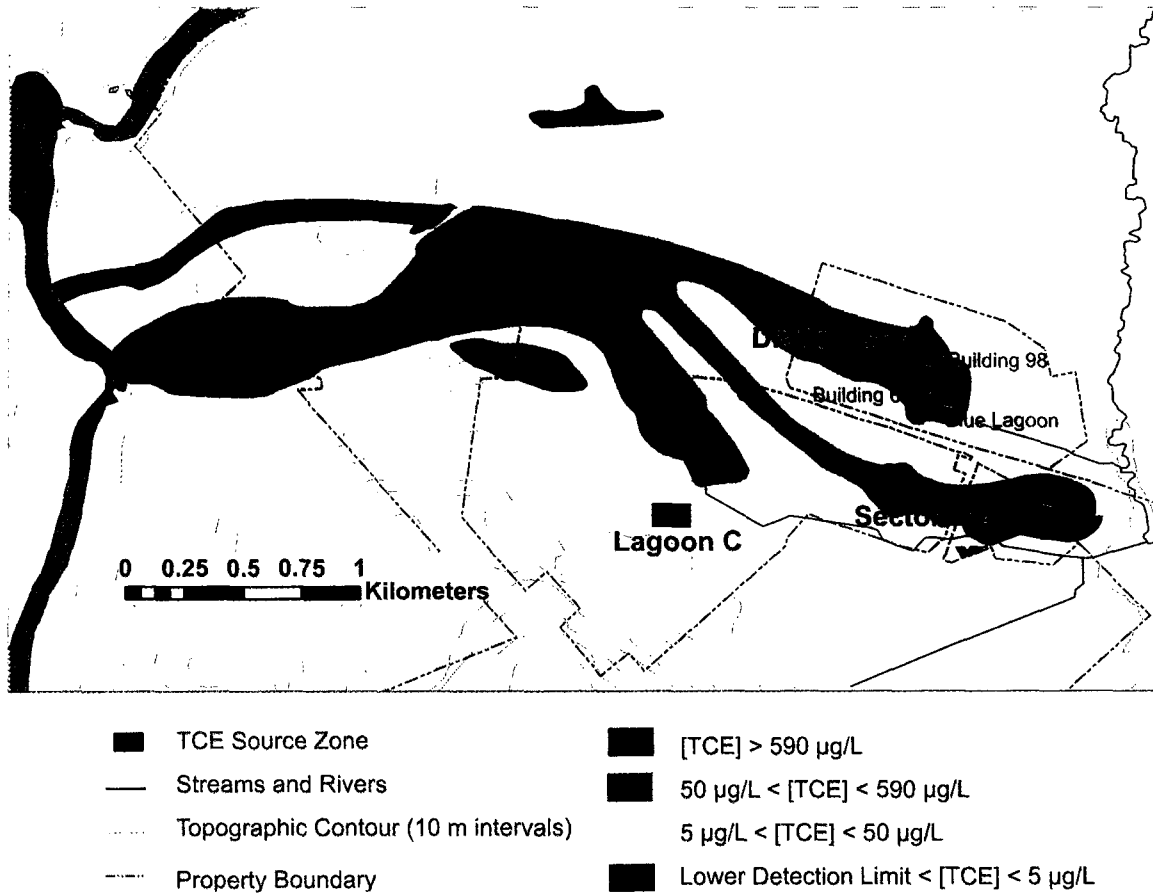 Building 98
Building
Lagoon
Lagoon C
0 0.25 0.5 0.75 1
Kilometers
TCE Source Zone
Streams and Rivers
Topographic Contour (10 m intervals)
Property Boundary
[TCE] > 590 µg/L
50 µg/L < [TCE] < 590 µg/L
5 µg/L < [TCE] < 50 µg/L
Lower Detection Limit < [TCE] < 5 µg/L